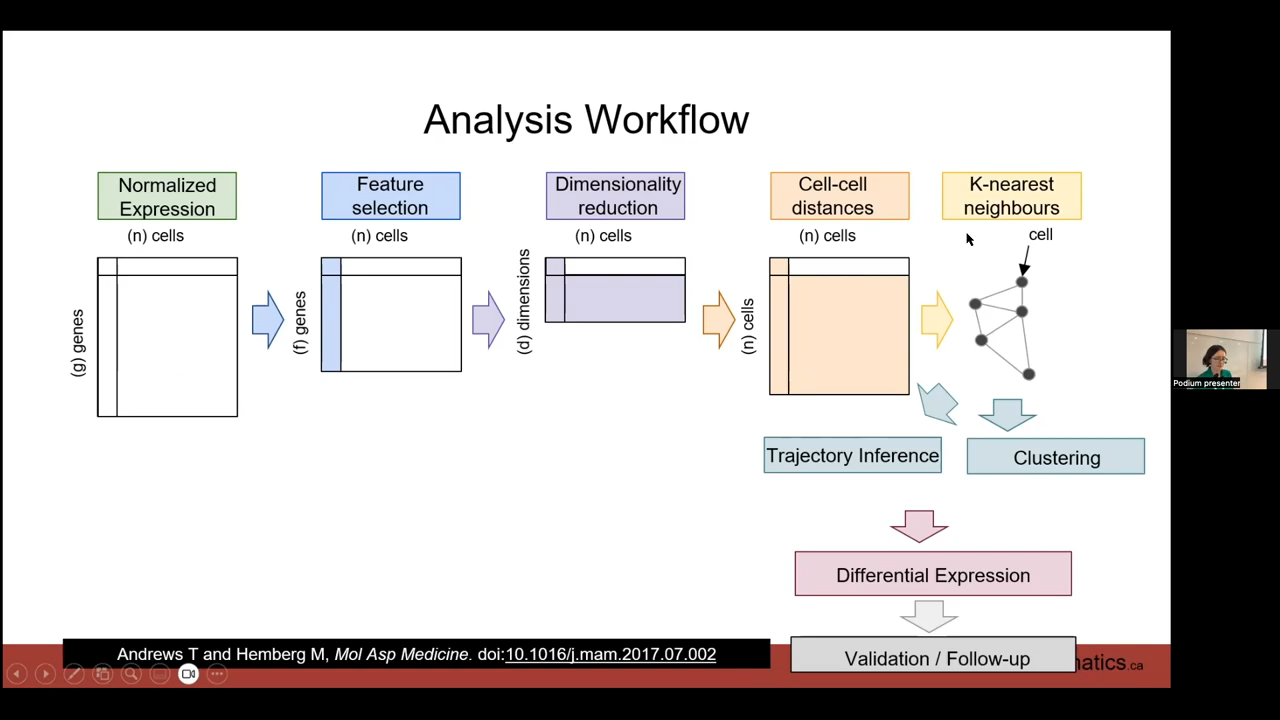 Analysis Workflow
Normalized
Expression
Feature
selection
Dimensionality
reduction
Cell-cell
distances
K-nearest
neighbours
(n) cells
(n) cells
(n) cells
(n) cells
cell
(g) genes
(f) genes
(d) dimensions
(n) cells
Trajectory Inference
Clustering
Differential Expression
Validation / Follow-up
Andrews T and Hemberg M, Mol Asp Medicine. doi:10.1016/j.mam.2017.07.002
matics.ca
Podium presenter